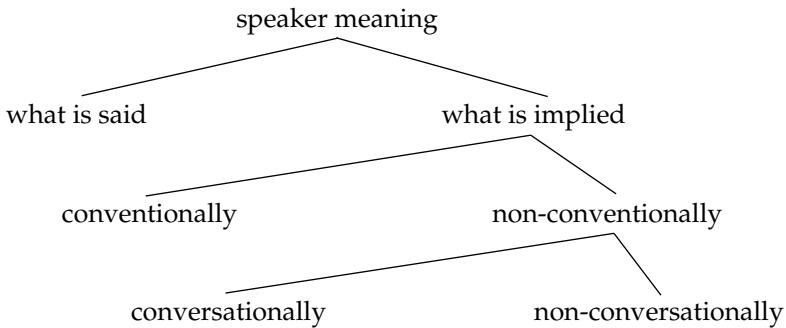 speaker meaning
what is said what is implied
conventionally non-conventionally
conversationally non-conversationally